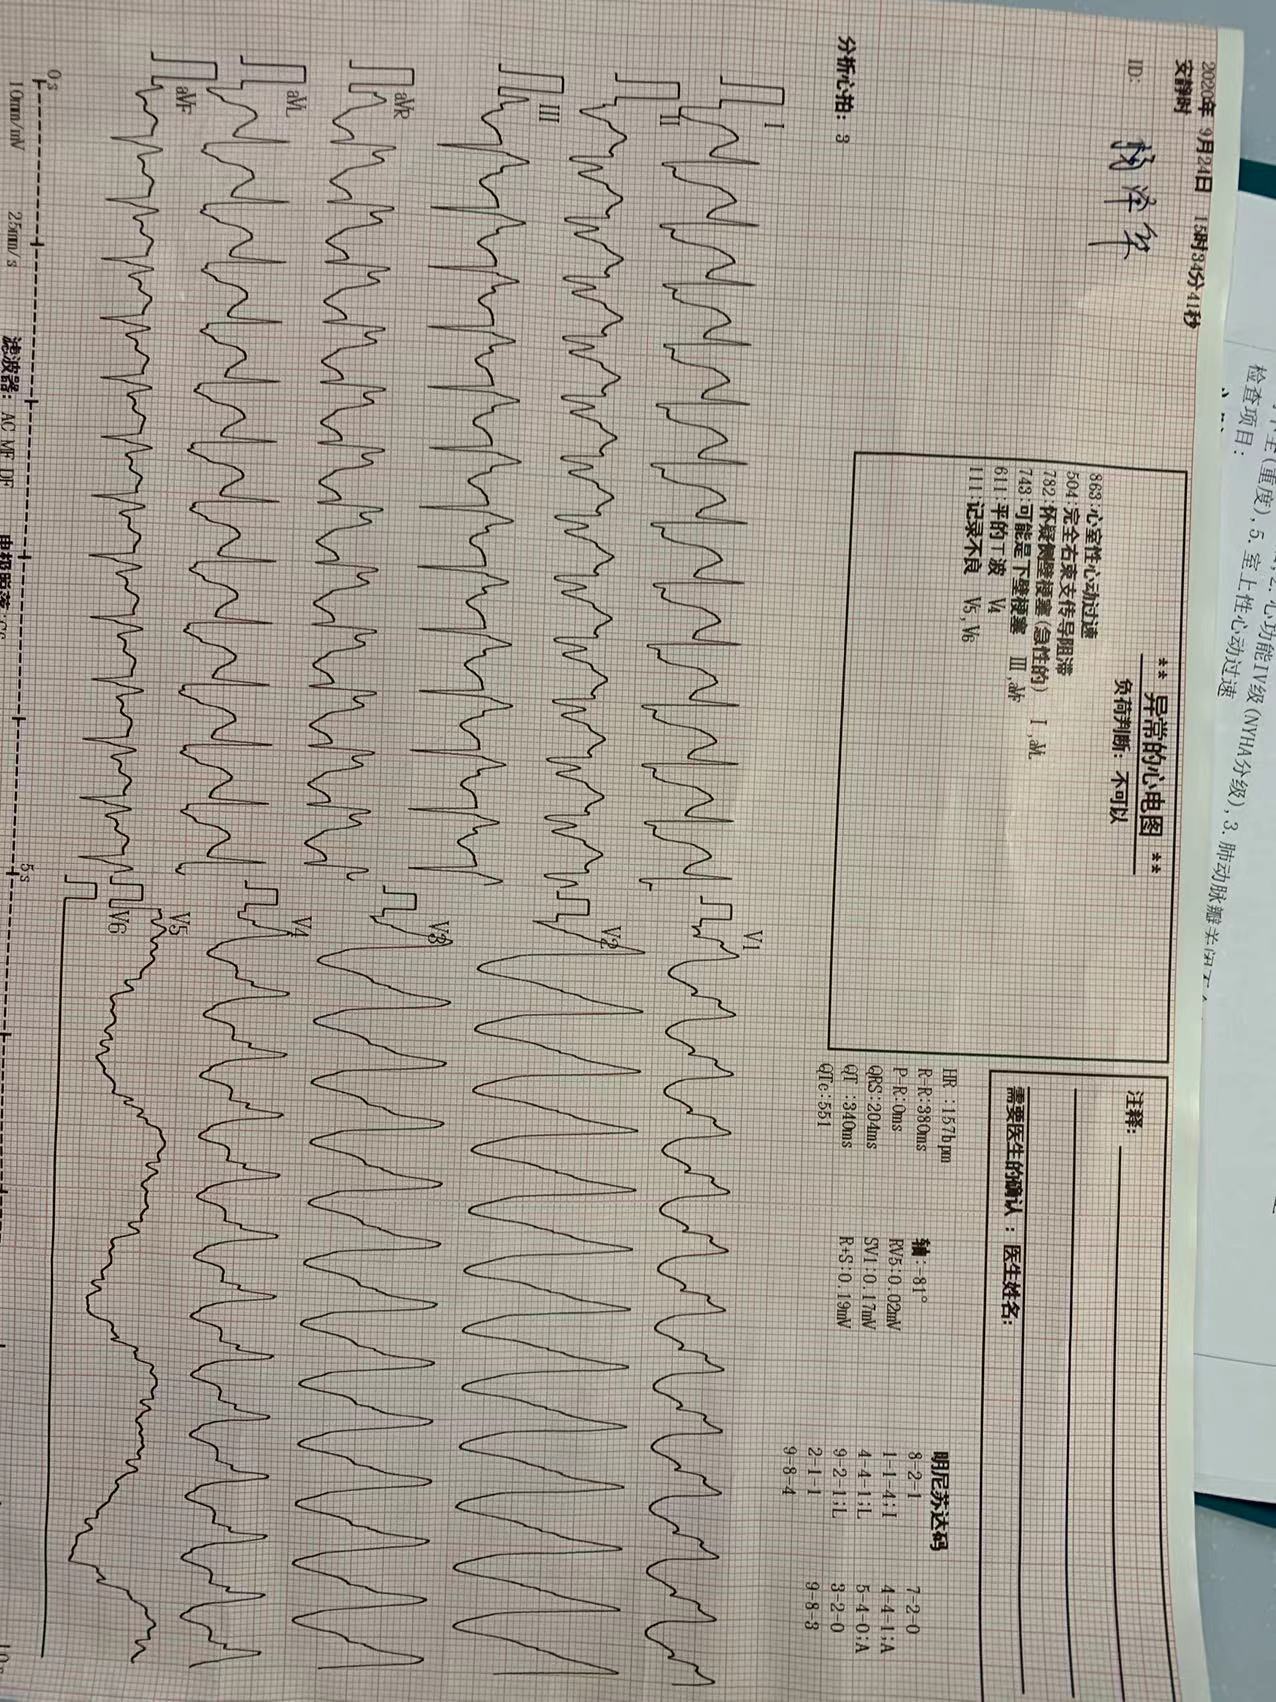 2020年 9月24日 15时34分41秒
安静时
ID:
分析心拍: 3
** 异常的心电图 **
负荷判断: 不可以
863:心室性心动过速
504:完全右束支传导阻滞
782:怀疑侧壁梗塞(急性的) I,aVL
743:可能是下壁梗塞 III,aVF
611:平的T波 V4
111:记录不良 V5,V6
注释:
需要医生的确认:医生姓名:
HR :157bpm
R-R:380ms
P-R:0ms
QRS:204ms
QT :340ms
QTc:551
轴:-81°
RV5:0.02mV
SV1:0.17mV
R+S:0.19mV
明尼苏达码
8-2-1 7-2-0
1-1-4:I 4-4-1:A
4-4-1:L 5-4-0:A
9-2-1:L 3-2-0
2-1-1 9-8-3
9-8-4
I
II
III
aVR
aVL
aVF
V1
V2
V3
V4
V5
V6
0s
5s
10mm/mV 25mm/s 滤波器: AC MF DF
心功能IV级(NYHA分级),3.肺动脉瓣
(重度),5.室上性心动过速
检查项目: